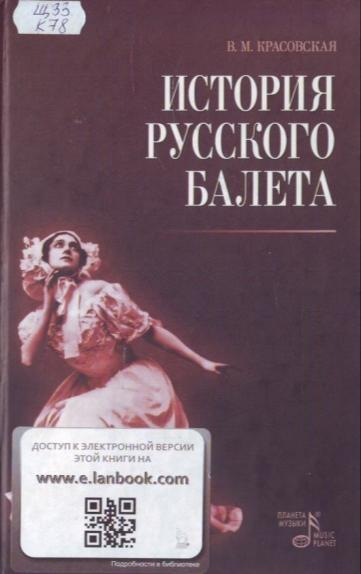 Щ33
К78
В. М. КРАСОВСКАЯ
ИСТОРИЯ
РУССКОГО
БАЛЕТА
ДОСТУП К ЭЛЕКТРОННОЙ ВЕРСИИ
ЭТОЙ КНИГИ НА
www.e.lanbook.com
Подробности в библиотеке
ПЛАНЕТА
МУЗЫКИ
MUSIC
PLANET